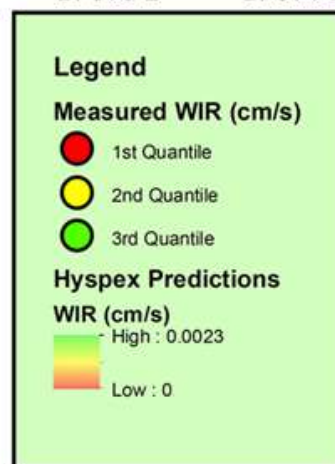 Legend
Measured WIR (cm/s)
1st Quantile
2nd Quantile
3rd Quantile
Hyspex Predictions
WIR (cm/s)
High : 0.0023
Low : 0